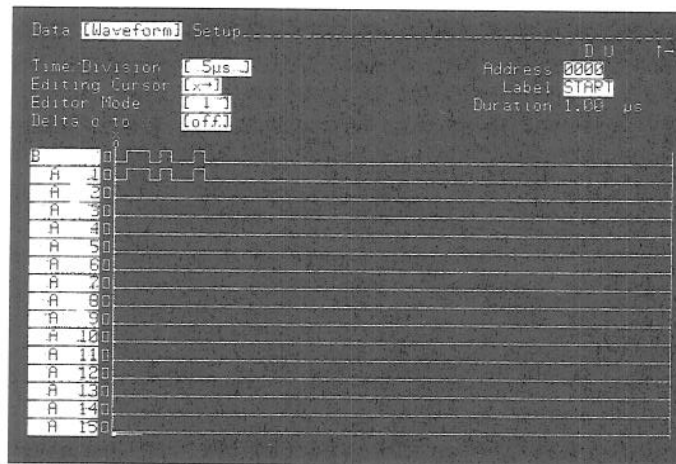 Data [Waveform] Setup
D U ↑→
Time/Division [ 5µs ]
Address 0000
Editing Cursor [x→]
Label START
Editor Mode [ ↓ ]
Duration 1.00 µs
Delta o to [off]
x
o
B 0
A 1 0
A 2 0
A 3 0
A 4 0
A 5 0
A 6 0
A 7 0
A 8 0
A 9 0
A 10 0
A 11 0
A 12 0
A 13 0
A 14 0
A 15 0